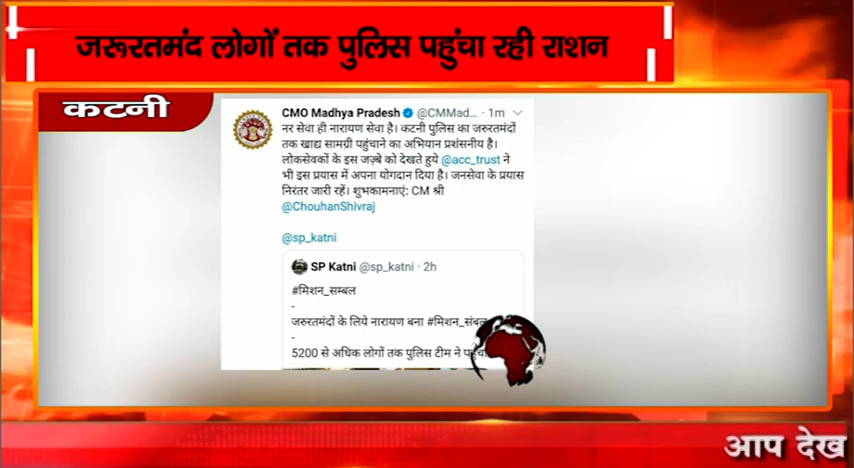 जरूरतमंद लोगों तक पुलिस पहुंचा रही राशन
कटनी
CMO Madhya Pradesh @CMMad... · 1m
नर सेवा ही नारायण सेवा है। कटनी पुलिस का जरुरतमंदों
तक खाद्य सामग्री पहुंचाने का अभियान प्रशंसनीय है।
लोकसेवकों के इस जज़्बे को देखते हुये @acc_trust ने
भी इस प्रयास में अपना योगदान दिया है। जनसेवा के प्रयास
निरंतर जारी रहें। शुभकामनाएं: CM श्री
@ChouhanShivraj
@sp_katni
SP Katni @sp_katni · 2h
#मिशन_सम्बल
-
जरुरतमंदों के लिये नारायण बना #मिशन_संबल
-
5200 से अधिक लोगों तक पुलिस टीम ने
आप देख